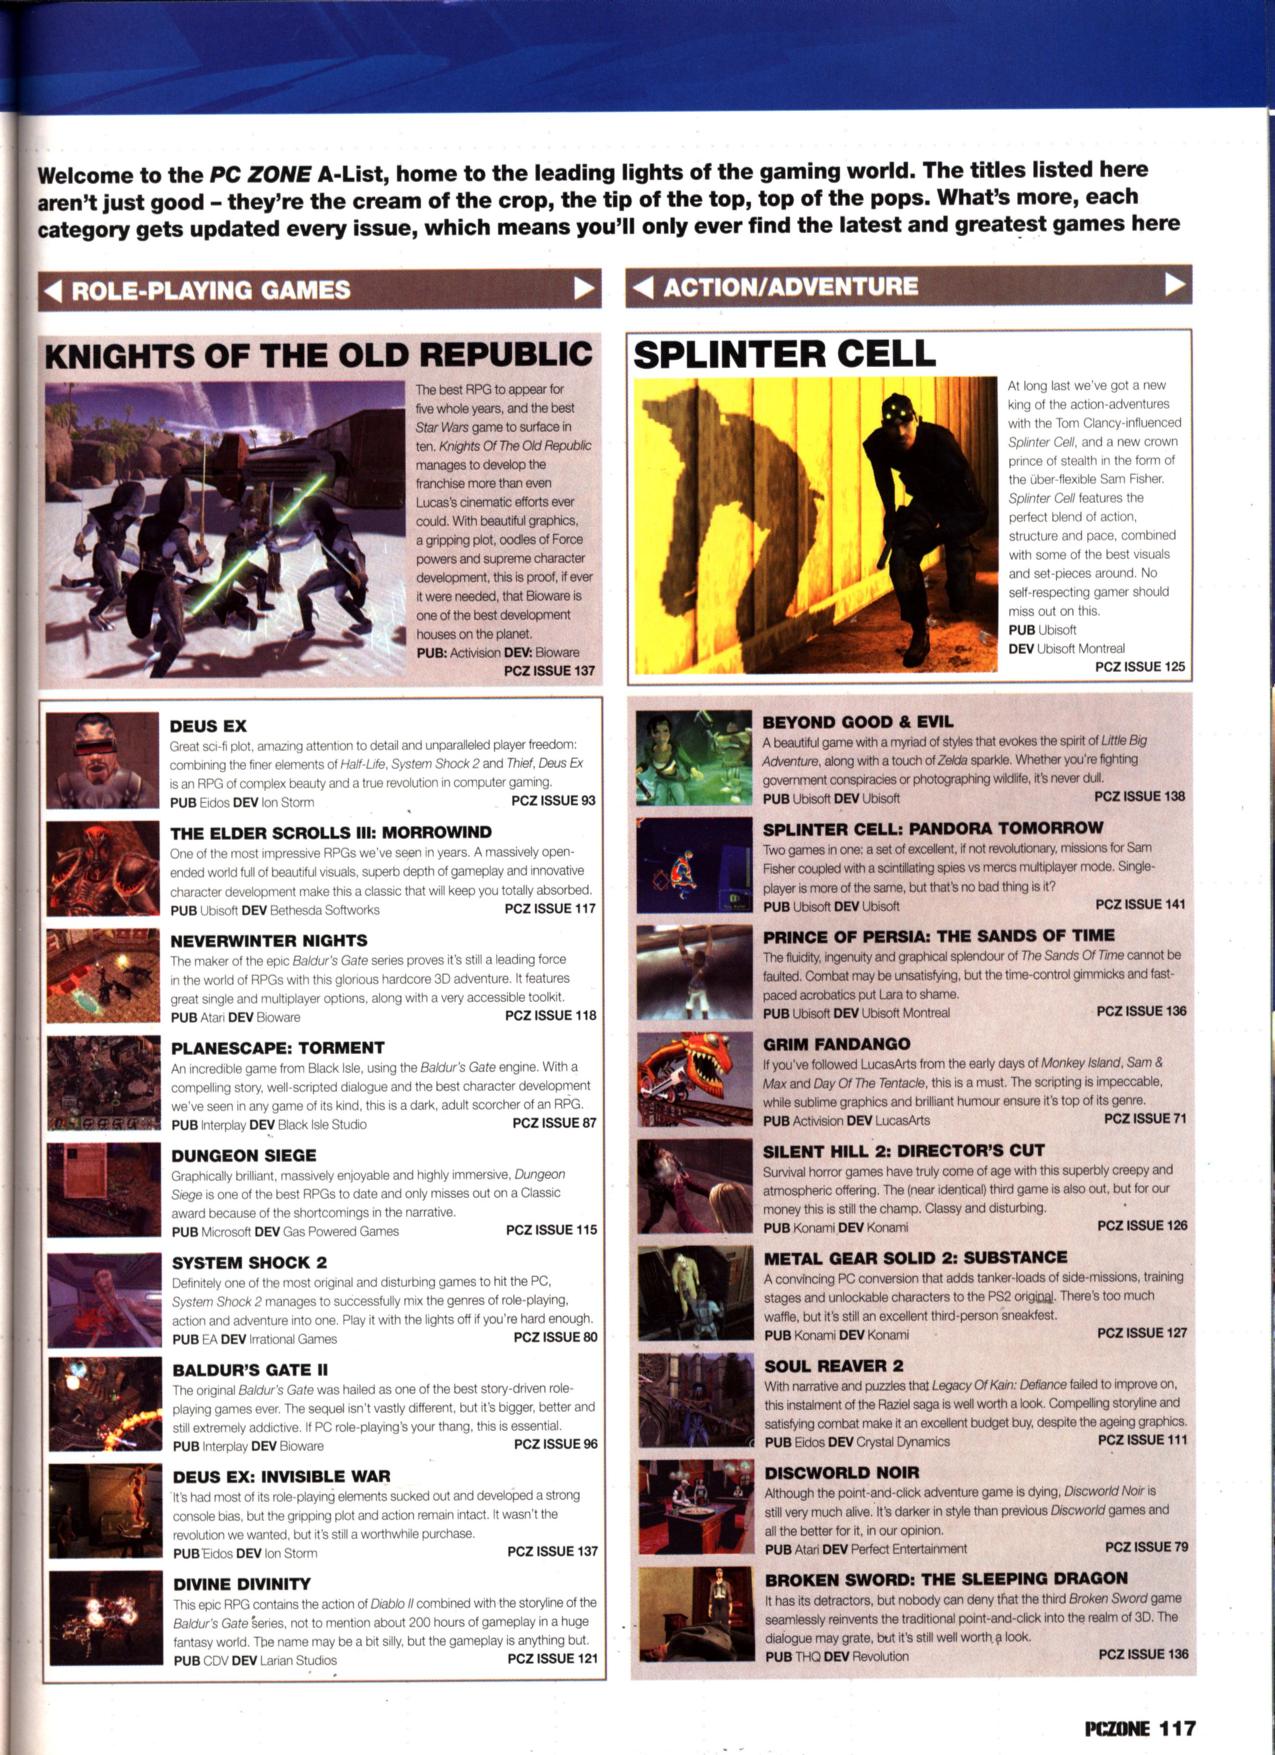 Welcome to the PC ZONE A-List, home to the leading lights of the gaming world. The titles listed here
aren't just good – they're the cream of the crop, the tip of the top, top of the pops. What's more, each
category gets updated every issue, which means you'll only ever find the latest and greatest games here
ROLE-PLAYING GAMES
KNIGHTS OF THE OLD REPUBLIC
The best RPG to appear for
five whole years, and the best
Star Wars game to surface in
ten. Knights Of The Old Republic
manages to develop the
franchise more than even
Lucas's cinematic efforts ever
could. With beautiful graphics,
a gripping plot, oodles of Force
powers and supreme character
development, this is proof, if ever
it were needed, that Bioware is
one of the best development
houses on the planet.
PUB: Activision DEV: Bioware
PCZ ISSUE 137
DEUS EX
Great sci-fi plot, amazing attention to detail and unparalleled player freedom:
combining the finer elements of Half-Life, System Shock 2 and Thief, Deus Ex
is an RPG of complex beauty and a true revolution in computer gaming.
PUB Eidos DEV Ion Storm PCZ ISSUE 93
THE ELDER SCROLLS III: MORROWIND
One of the most impressive RPGs we've seen in years. A massively open-
ended world full of beautiful visuals, superb depth of gameplay and innovative
character development make this a classic that will keep you totally absorbed.
PUB Ubisoft DEV Bethesda Softworks PCZ ISSUE 117
NEVERWINTER NIGHTS
The maker of the epic Baldur's Gate series proves it's still a leading force
in the world of RPGs with this glorious hardcore 3D adventure. It features
great single and multiplayer options, along with a very accessible toolkit.
PUB Atari DEV Bioware PCZ ISSUE 118
PLANESCAPE: TORMENT
An incredible game from Black Isle, using the Baldur's Gate engine. With a
compelling story, well-scripted dialogue and the best character development
we've seen in any game of its kind, this is a dark, adult scorcher of an RPG.
PUB Interplay DEV Black Isle Studio PCZ ISSUE 87
DUNGEON SIEGE
Graphically brilliant, massively enjoyable and highly immersive, Dungeon
Siege is one of the best RPGs to date and only misses out on a Classic
award because of the shortcomings in the narrative.
PUB Microsoft DEV Gas Powered Games PCZ ISSUE 115
SYSTEM SHOCK 2
Definitely one of the most original and disturbing games to hit the PC,
System Shock 2 manages to successfully mix the genres of role-playing,
action and adventure into one. Play it with the lights off if you're hard enough.
PUB EA DEV Irrational Games PCZ ISSUE 80
BALDUR'S GATE II
The original Baldur's Gate was hailed as one of the best story-driven role-
playing games ever. The sequel isn't vastly different, but it's bigger, better and
still extremely addictive. If PC role-playing's your thang, this is essential.
PUB Interplay DEV Bioware PCZ ISSUE 96
DEUS EX: INVISIBLE WAR
It's had most of its role-playing elements sucked out and developed a strong
console bias, but the gripping plot and action remain intact. It wasn't the
revolution we wanted, but it's still a worthwhile purchase.
PUB Eidos DEV Ion Storm PCZ ISSUE 137
DIVINE DIVINITY
This epic RPG contains the action of Diablo II combined with the storyline of the
Baldur's Gate series, not to mention about 200 hours of gameplay in a huge
fantasy world. The name may be a bit silly, but the gameplay is anything but.
PUB CDV DEV Larian Studios PCZ ISSUE 121
ACTION/ADVENTURE
SPLINTER CELL
At long last we've got a new
king of the action-adventures
with the Tom Clancy-influenced
Splinter Cell, and a new crown
prince of stealth in the form of
the über-flexible Sam Fisher.
Splinter Cell features the
perfect blend of action,
structure and pace, combined
with some of the best visuals
and set-pieces around. No
self-respecting gamer should
miss out on this.
PUB Ubisoft
DEV Ubisoft Montreal
PCZ ISSUE 125
BEYOND GOOD & EVIL
A beautiful game with a myriad of styles that evokes the spirit of Little Big
Adventure, along with a touch of Zelda sparkle. Whether you're fighting
government conspiracies or photographing wildlife, it's never dull.
PUB Ubisoft DEV Ubisoft PCZ ISSUE 138
SPLINTER CELL: PANDORA TOMORROW
Two games in one: a set of excellent, if not revolutionary, missions for Sam
Fisher coupled with a scintillating spies vs mercs multiplayer mode. Single-
player is more of the same, but that's no bad thing is it?
PUB Ubisoft DEV Ubisoft PCZ ISSUE 141
PRINCE OF PERSIA: THE SANDS OF TIME
The fluidity, ingenuity and graphical splendour of The Sands Of Time cannot be
faulted. Combat may be unsatisfying, but the time-control gimmicks and fast-
paced acrobatics put Lara to shame.
PUB Ubisoft DEV Ubisoft Montreal PCZ ISSUE 136
GRIM FANDANGO
If you've followed LucasArts from the early days of Monkey Island, Sam &
Max and Day Of The Tentacle, this is a must. The scripting is impeccable,
while sublime graphics and brilliant humour ensure it's top of its genre.
PUB Activision DEV LucasArts PCZ ISSUE 71
SILENT HILL 2: DIRECTOR'S CUT
Survival horror games have truly come of age with this superbly creepy and
atmospheric offering. The (near identical) third game is also out, but for our
money this is still the champ. Classy and disturbing.
PUB Konami DEV Konami PCZ ISSUE 126
METAL GEAR SOLID 2: SUBSTANCE
A convincing PC conversion that adds tanker-loads of side-missions, training
stages and unlockable characters to the PS2 original. There's too much
waffle, but it's still an excellent third-person sneakfest.
PUB Konami DEV Konami PCZ ISSUE 127
SOUL REAVER 2
With narrative and puzzles that Legacy Of Kain: Defiance failed to improve on,
this instalment of the Raziel saga is well worth a look. Compelling storyline and
satisfying combat make it an excellent budget buy, despite the ageing graphics.
PUB Eidos DEV Crystal Dynamics PCZ ISSUE 111
DISCWORLD NOIR
Although the point-and-click adventure game is dying, Discworld Noir is
still very much alive. It's darker in style than previous Discworld games and
all the better for it, in our opinion.
PUB Atari DEV Perfect Entertainment PCZ ISSUE 79
BROKEN SWORD: THE SLEEPING DRAGON
It has its detractors, but nobody can deny that the third Broken Sword game
seamlessly reinvents the traditional point-and-click into the realm of 3D. The
dialogue may grate, but it's still well worth a look.
PUB THQ DEV Revolution PCZ ISSUE 136
PCZONE 117